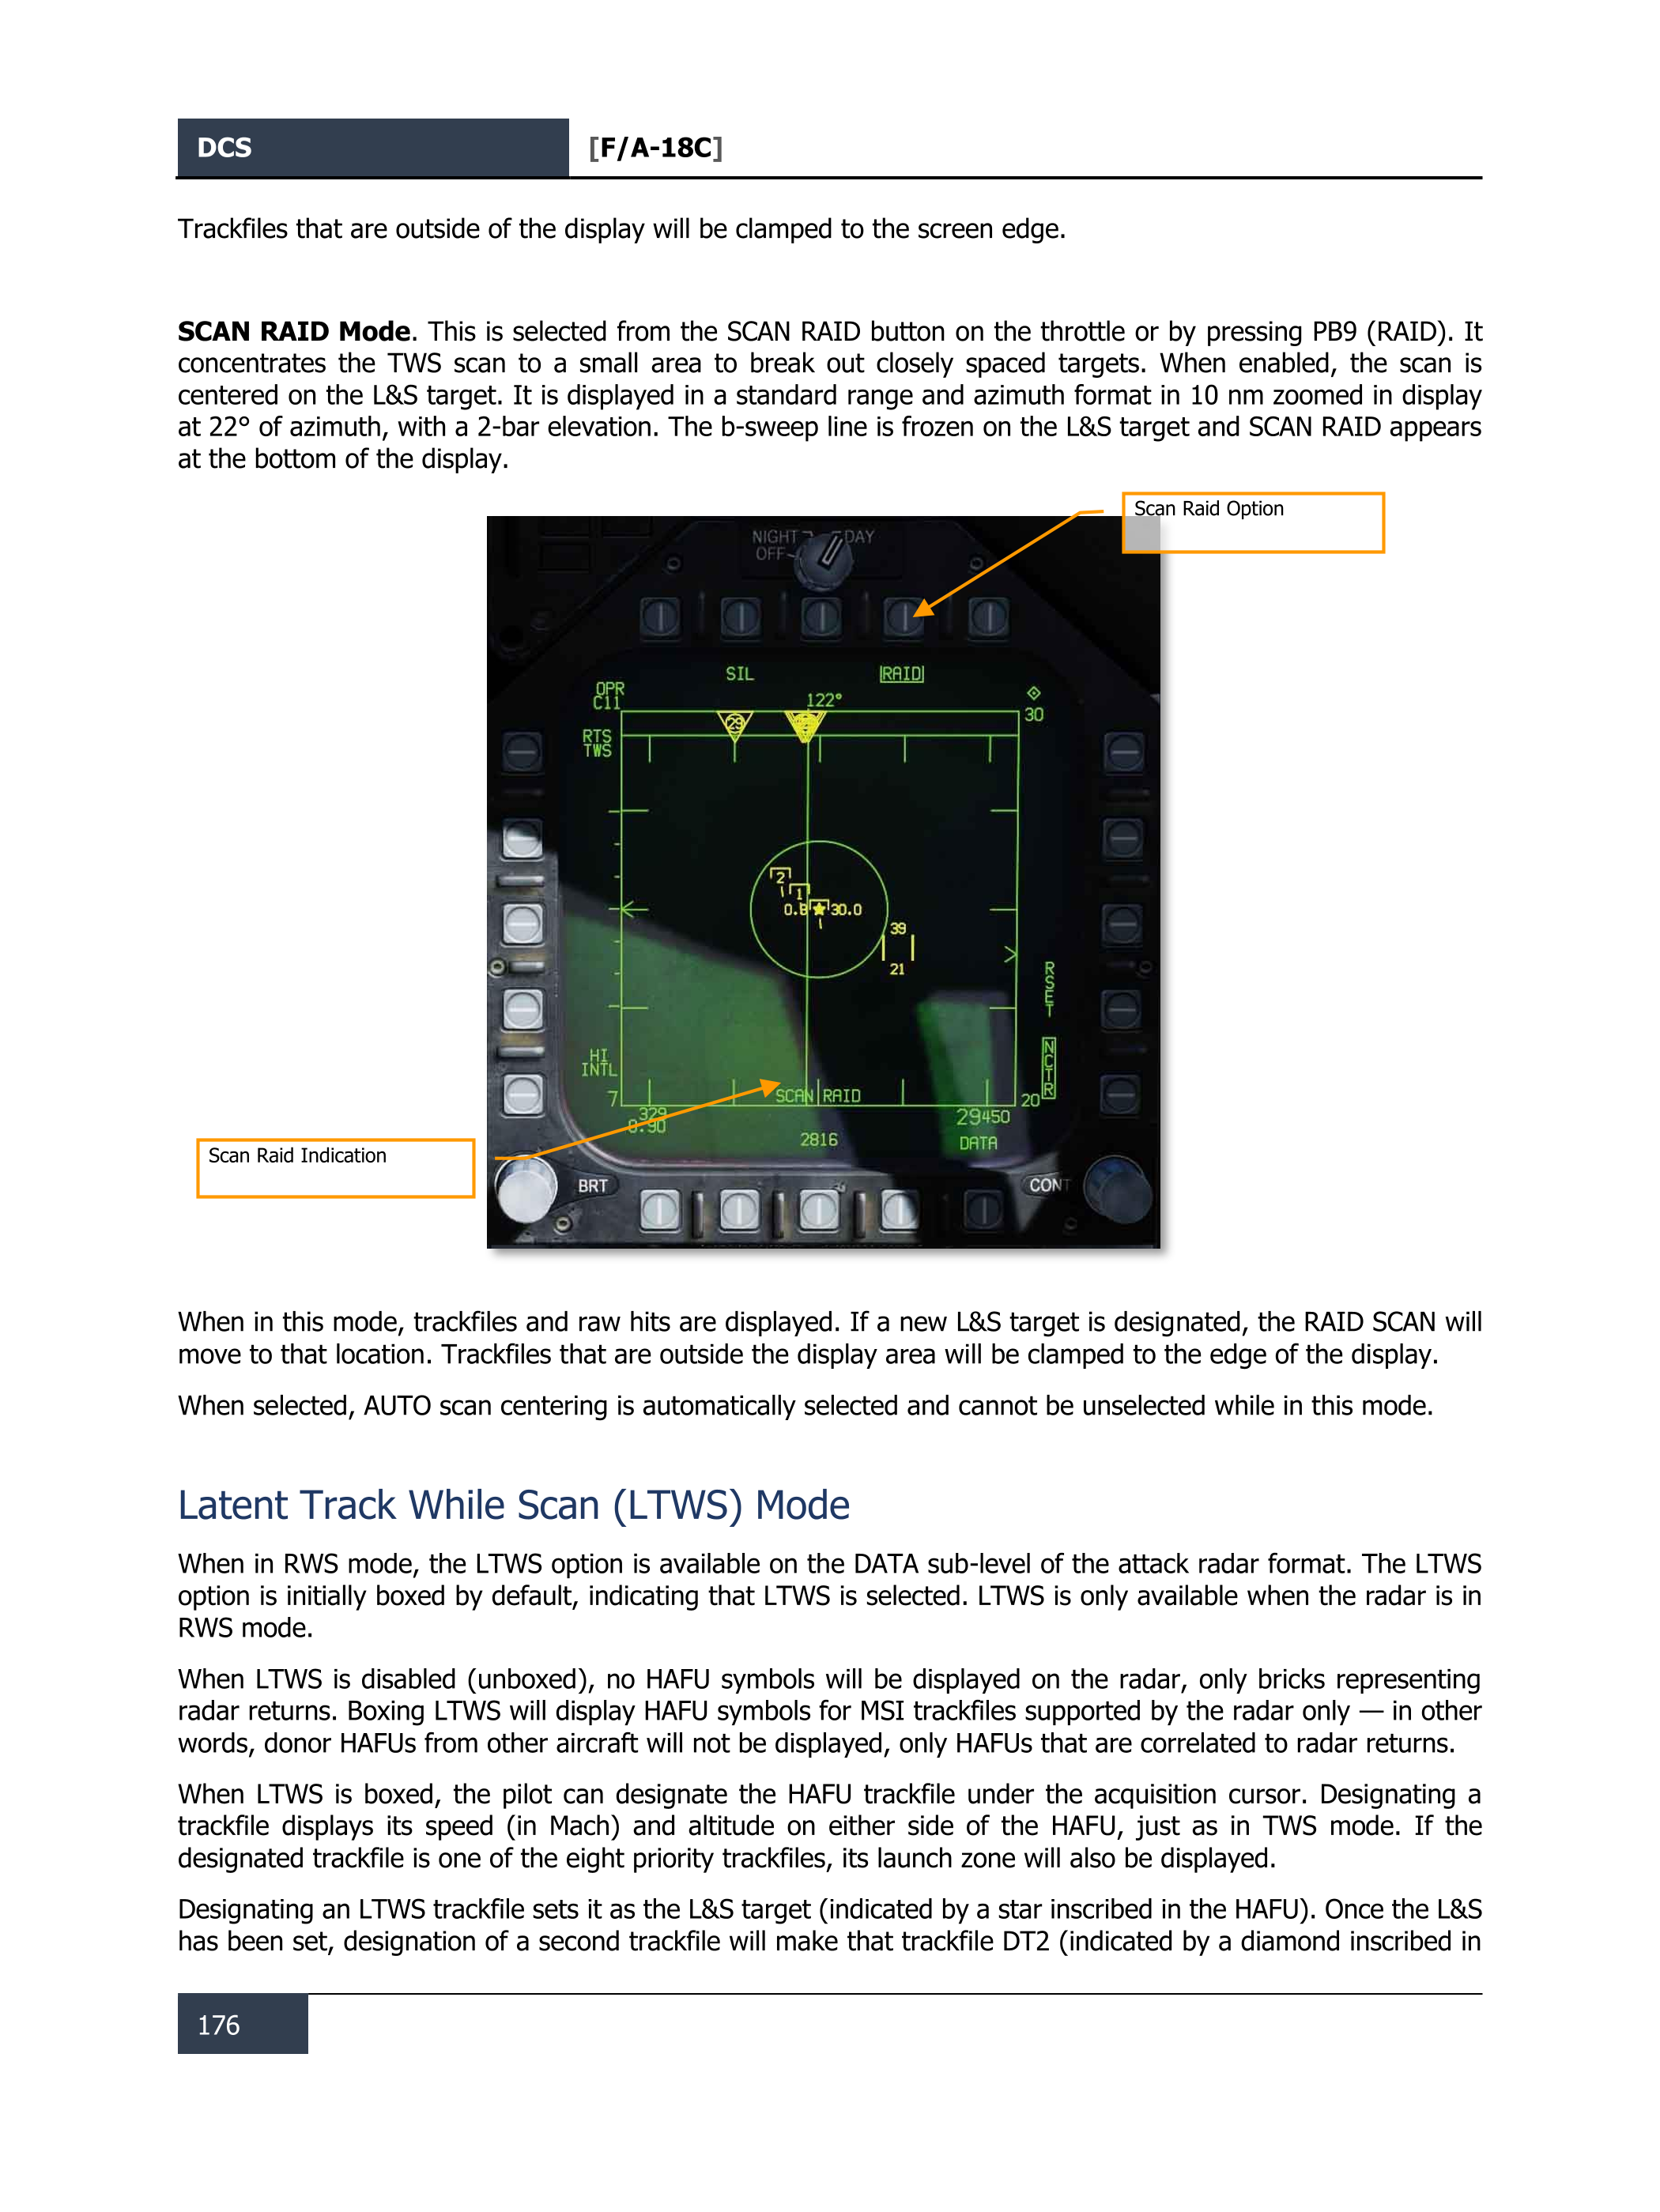 DCS [F/A-18C]
Trackfiles that are outside of the display will be clamped to the screen edge.
SCAN RAID Mode. This is selected from the SCAN RAID button on the throttle or by pressing PB9 (RAID). It
concentrates the TWS scan to a small area to break out closely spaced targets. When enabled, the scan is
centered on the L&S target. It is displayed in a standard range and azimuth format in 10 nm zoomed in display
at 22° of azimuth, with a 2-bar elevation. The b-sweep line is frozen on the L&S target and SCAN RAID appears
at the bottom of the display.
Scan Raid Option
NIGHT DAY
OFF
SIL RAID
OPR
C11
122°
30
29
RTS
TWS
2
1
30.0
39
21
RSET
NCTR
HI
INTL
7
SCAN RAID
20
329
29450
2816
DATA
Scan Raid Indication
BRT
CONT
When in this mode, trackfiles and raw hits are displayed. If a new L&S target is designated, the RAID SCAN will
move to that location. Trackfiles that are outside the display area will be clamped to the edge of the display.
When selected, AUTO scan centering is automatically selected and cannot be unselected while in this mode.
Latent Track While Scan (LTWS) Mode
When in RWS mode, the LTWS option is available on the DATA sub-level of the attack radar format. The LTWS
option is initially boxed by default, indicating that LTWS is selected. LTWS is only available when the radar is in
RWS mode.
When LTWS is disabled (unboxed), no HAFU symbols will be displayed on the radar, only bricks representing
radar returns. Boxing LTWS will display HAFU symbols for MSI trackfiles supported by the radar only — in other
words, donor HAFUs from other aircraft will not be displayed, only HAFUs that are correlated to radar returns.
When LTWS is boxed, the pilot can designate the HAFU trackfile under the acquisition cursor. Designating a
trackfile displays its speed (in Mach) and altitude on either side of the HAFU, just as in TWS mode. If the
designated trackfile is one of the eight priority trackfiles, its launch zone will also be displayed.
Designating an LTWS trackfile sets it as the L&S target (indicated by a star inscribed in the HAFU). Once the L&S
has been set, designation of a second trackfile will make that trackfile DT2 (indicated by a diamond inscribed in
176